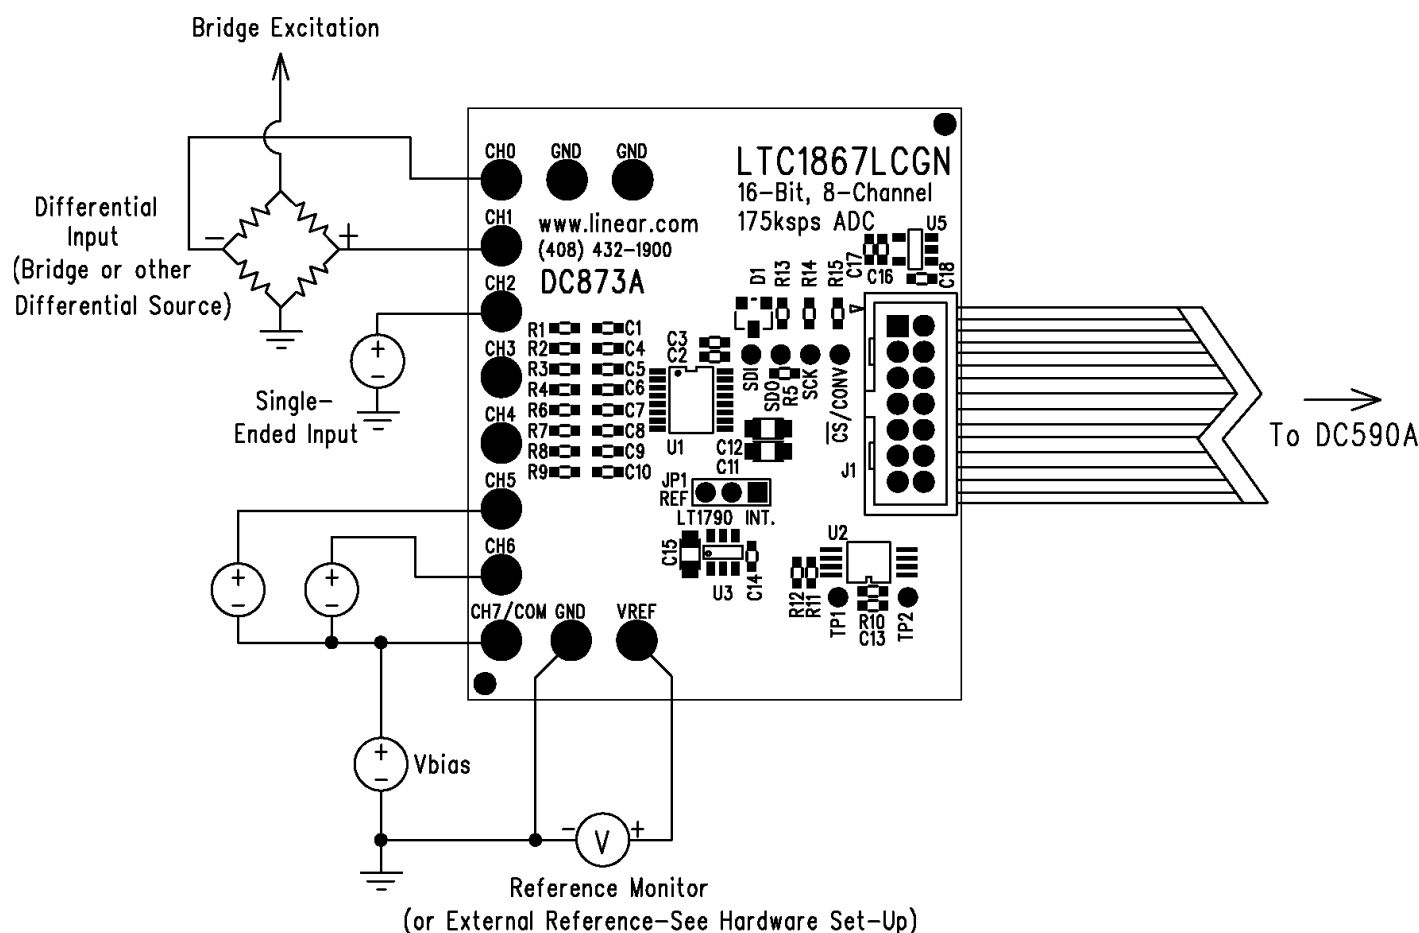 Bridge Excitation
CH0 GND GND
LTC1867LCGN
16-Bit, 8-Channel
175ksps ADC
Differential
Input
(Bridge or other
Differential Source)
−
+
CH1
www.linear.com
(408) 432-1900
DC873A
U5
C17
C16
C18
CH2
D1
R13
R14
R15
+
−
Single-
Ended Input
R1 C1
R2 C4
R3 C5
R4 C6
R6 C7
R7 C8
R8 C9
R9 C10
C3
C2
CH3
SDI
SDO
R5
SCK
CS/CONV
CH4
U1
C12
C11
J1
To DC590A
JP1
REF
LT1790 INT.
CH5
C15
U3
C14
U2
CH6
+
−
+
−
R12
R11
TP1
R10
C13
TP2
CH7/COM GND VREF
+
−
Vbias
− V +
Reference Monitor
(or External Reference-See Hardware Set-Up)